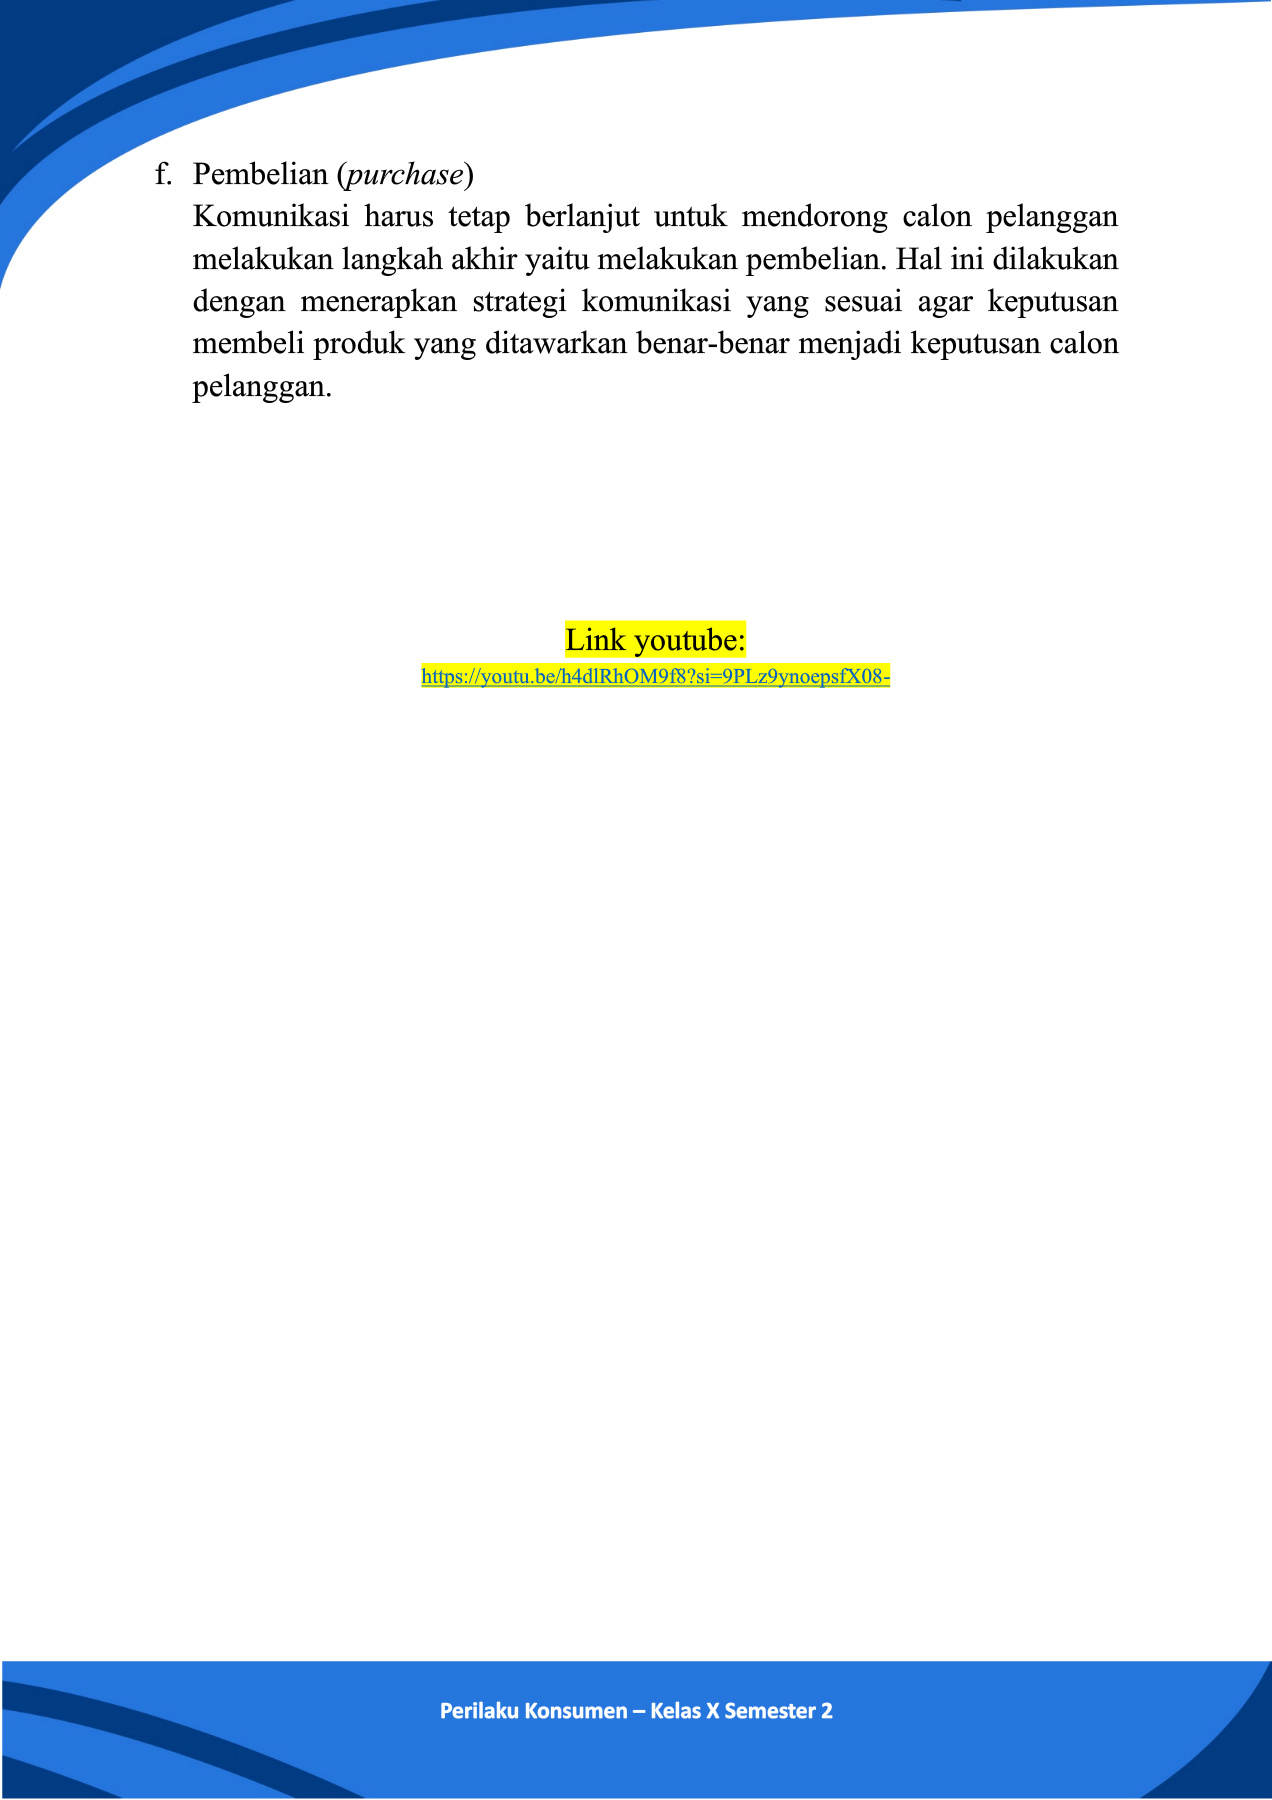 f. Pembelian (purchase)
Komunikasi harus tetap berlanjut untuk mendorong calon pelanggan
melakukan langkah akhir yaitu melakukan pembelian. Hal ini dilakukan
dengan menerapkan strategi komunikasi yang sesuai agar keputusan
membeli produk yang ditawarkan benar-benar menjadi keputusan calon
pelanggan.
Link youtube:
https://youtu.be/h4dlRhOM9f8?si=9PLz9ynoepsfX08-
Perilaku Konsumen – Kelas X Semester 2